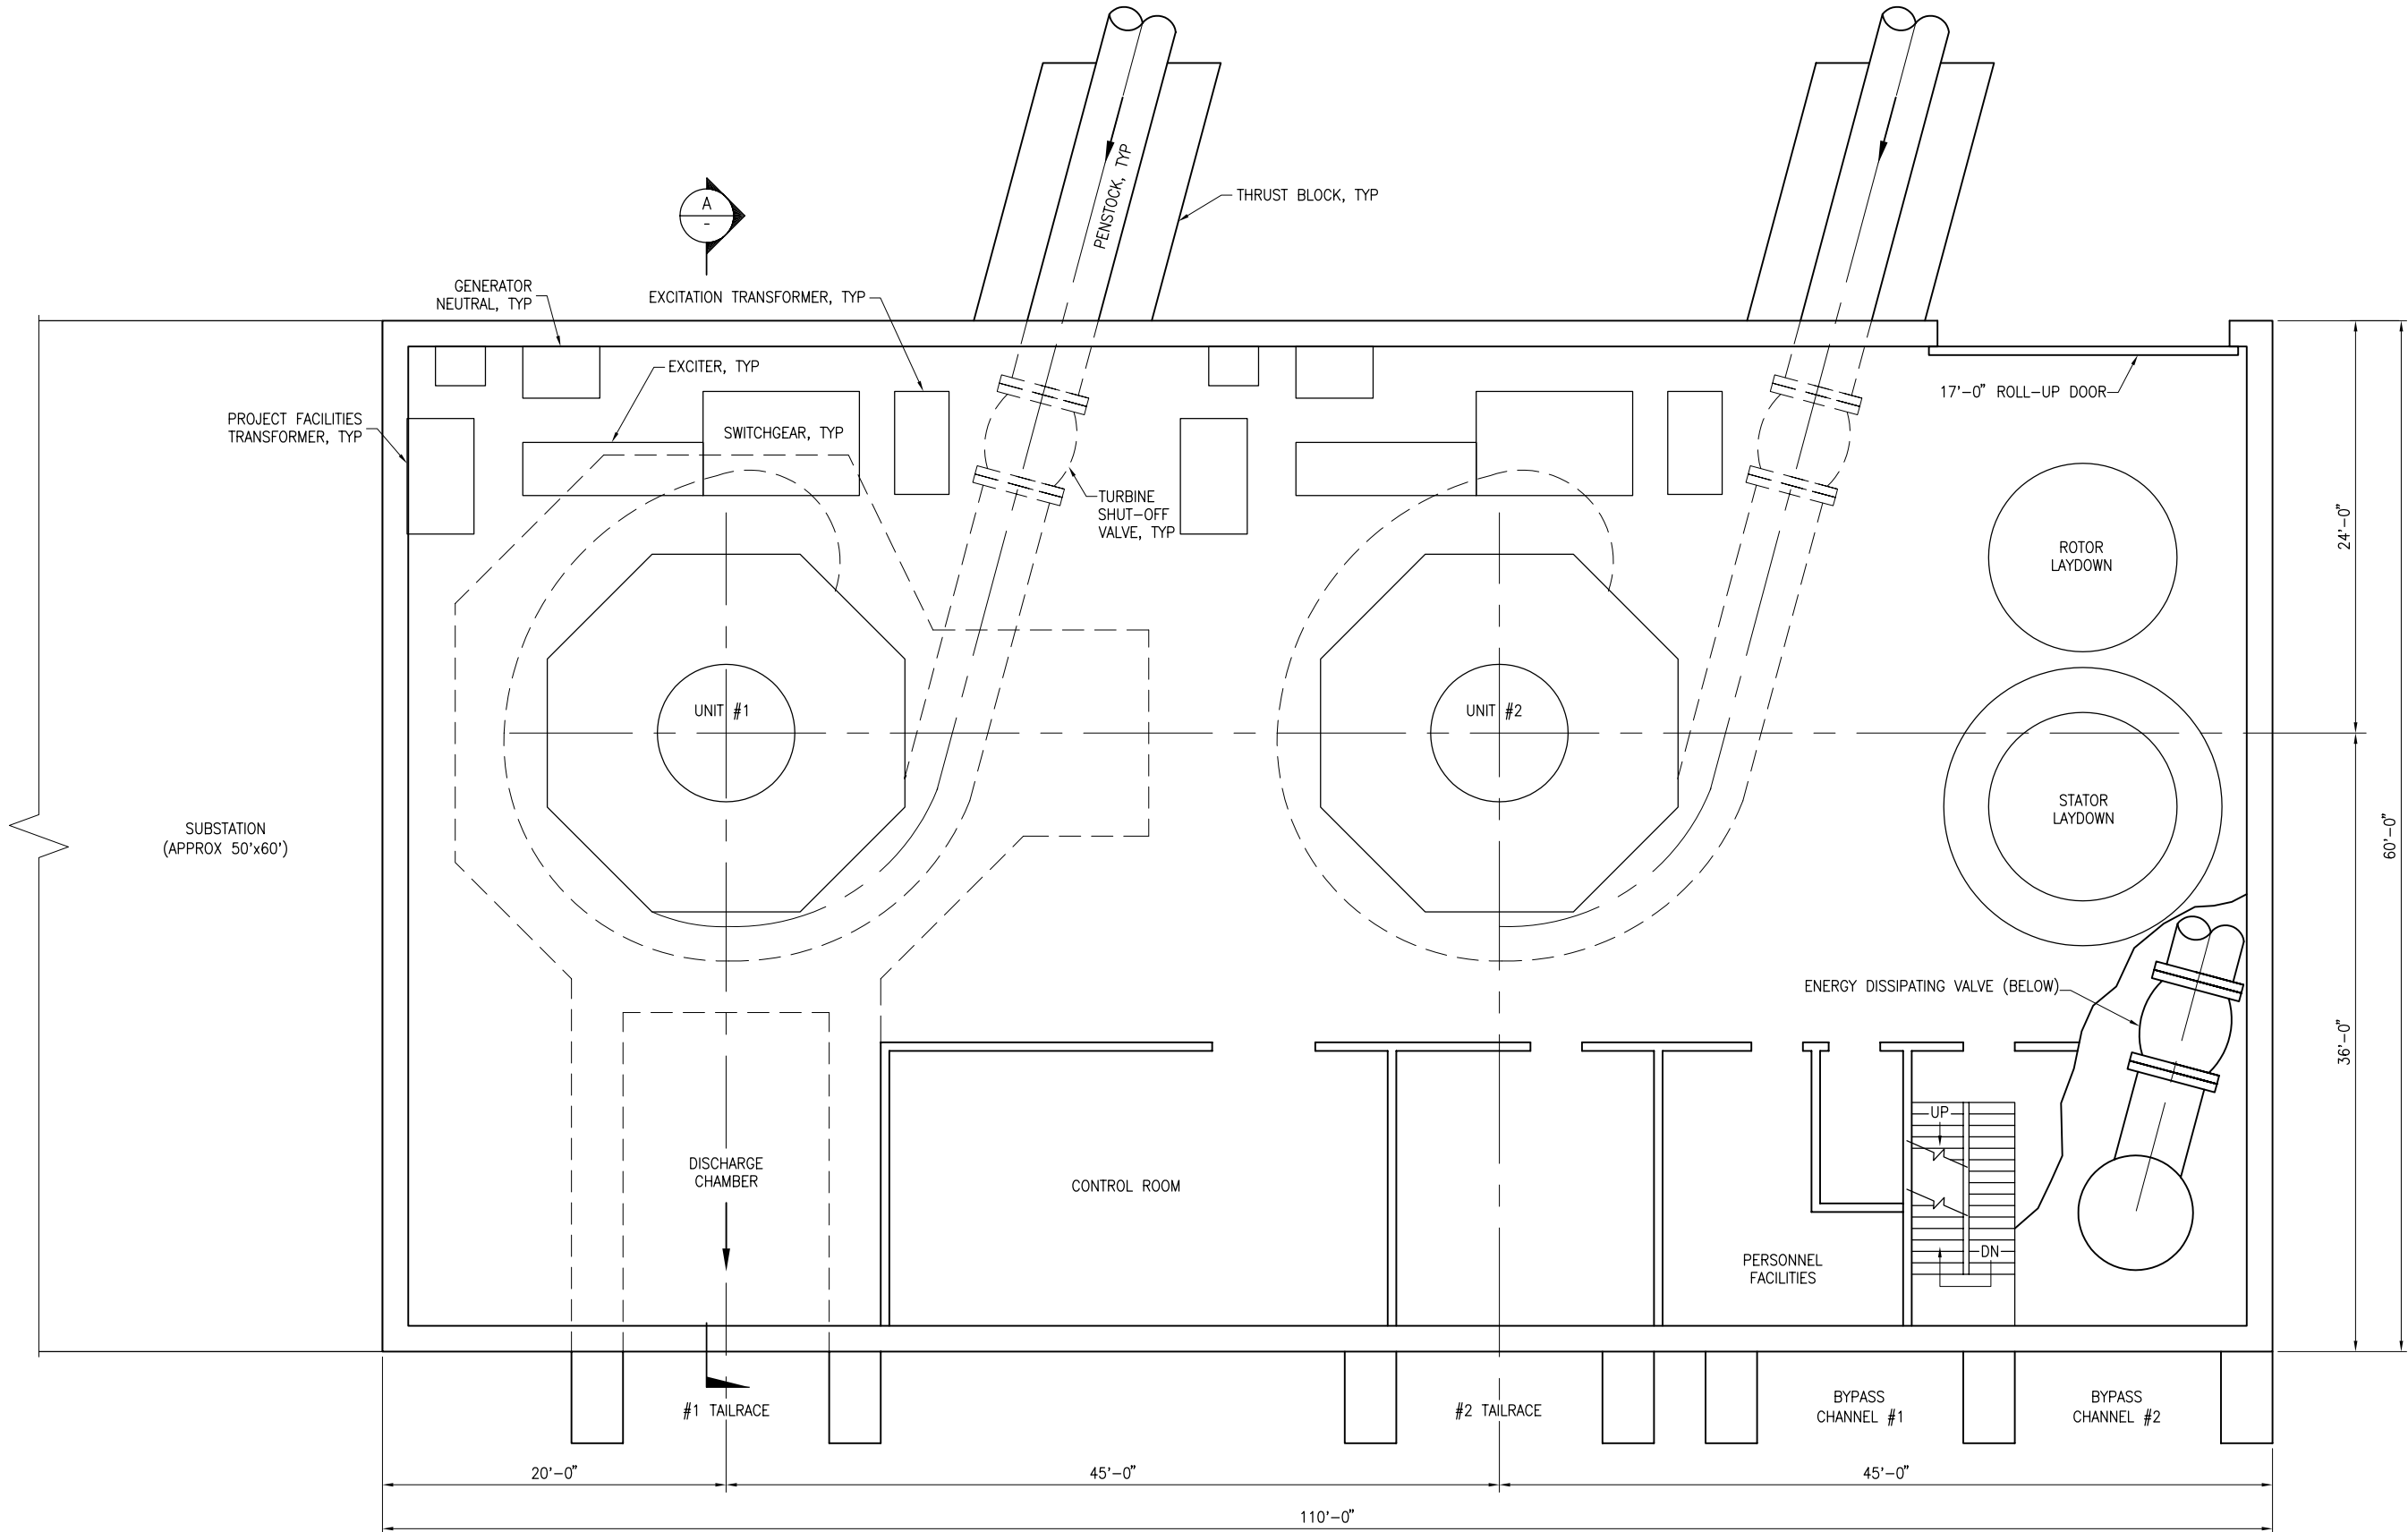 PENSTOCK, TYP
THRUST BLOCK, TYP
A
-
GENERATOR
NEUTRAL, TYP
EXCITATION TRANSFORMER, TYP
EXCITER, TYP
17'-0" ROLL-UP DOOR
PROJECT FACILITIES
TRANSFORMER, TYP
SWITCHGEAR, TYP
TURBINE
SHUT-OFF
VALVE, TYP
24'-0"
ROTOR
LAYDOWN
UNIT #1
UNIT #2
STATOR
LAYDOWN
SUBSTATION
(APPROX 50'x60')
60'-0"
ENERGY DISSIPATING VALVE (BELOW)
36'-0"
UP
DISCHARGE
CHAMBER
CONTROL ROOM
DN
PERSONNEL
FACILITIES
#1 TAILRACE
#2 TAILRACE
BYPASS
CHANNEL #1
BYPASS
CHANNEL #2
20'-0"
45'-0"
45'-0"
110'-0"